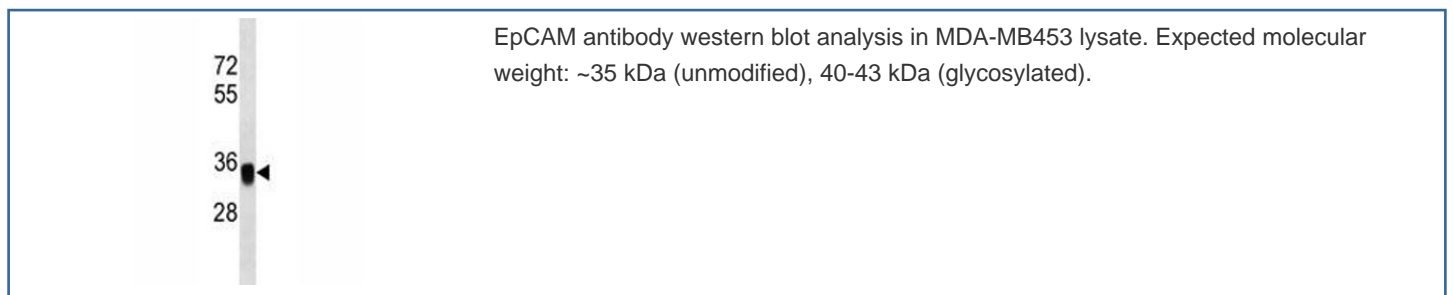 72
55
36
28
EpCAM antibody western blot analysis in MDA-MB453 lysate. Expected molecular
weight: ~35 kDa (unmodified), 40-43 kDa (glycosylated).